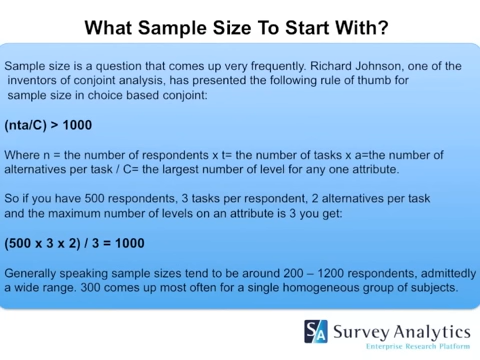 What Sample Size To Start With?
Sample size is a question that comes up very frequently. Richard Johnson, one of the
inventors of conjoint analysis, has presented the following rule of thumb for
sample size in choice based conjoint:
(nta/C) > 1000
Where n = the number of respondents x t= the number of tasks x a=the number of
alternatives per task / C= the largest number of level for any one attribute.
So if you have 500 respondents, 3 tasks per respondent, 2 alternatives per task
and the maximum number of levels on an attribute is 3 you get:
(500 x 3 x 2) / 3 = 1000
Generally speaking sample sizes tend to be around 200 – 1200 respondents, admittedly
a wide range. 300 comes up most often for a single homogeneous group of subjects.
S/A Survey Analytics
Enterprise Research Platform